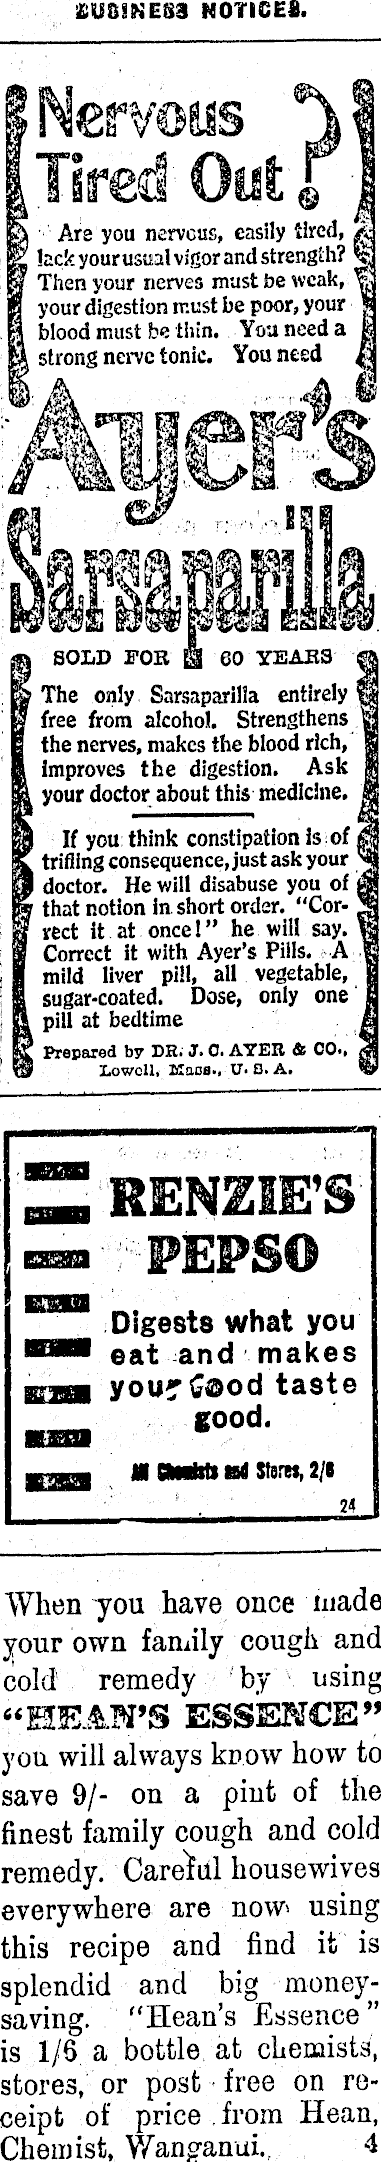 BUSINESS NOTICES.
Nervous
Tired Out?
Are you nervous, easily tired,
lack your usual vigor and strength?
Then your nerves must be weak,
your digestion must be poor, your
blood must be thin. You need a
strong nerve tonic. You need
Ayer's
Sarsaparilla
SOLD FOR 60 YEARS
The only Sarsaparilla entirely
free from alcohol. Strengthens
the nerves, makes the blood rich,
improves the digestion. Ask
your doctor about this medicine.
If you think constipation is of
trifling consequence, just ask your
doctor. He will disabuse you of
that notion in short order. "Cor-
rect it at once!" he will say.
Correct it with Ayer's Pills. A
mild liver pill, all vegetable,
sugar-coated. Dose, only one
pill at bedtime
Prepared by DR. J. C. AYER & CO.,
Lowell, Mass., U. S. A.
RENZIE'S
PEPSO
Digests what you
eat and makes
your food taste
good.
All Chemists and Stores, 2/6
24
When you have once made
your own family cough and
cold remedy by using
"HEAN'S ESSENCE"
you will always know how to
save 9/- on a pint of the
finest family cough and cold
remedy. Careful housewives
everywhere are now using
this recipe and find it is
splendid and big money-
saving. "Hean's Essence"
is 1/6 a bottle at chemists,
stores, or post free on re-
ceipt of price from Hean,
Chemist, Wanganui. 4